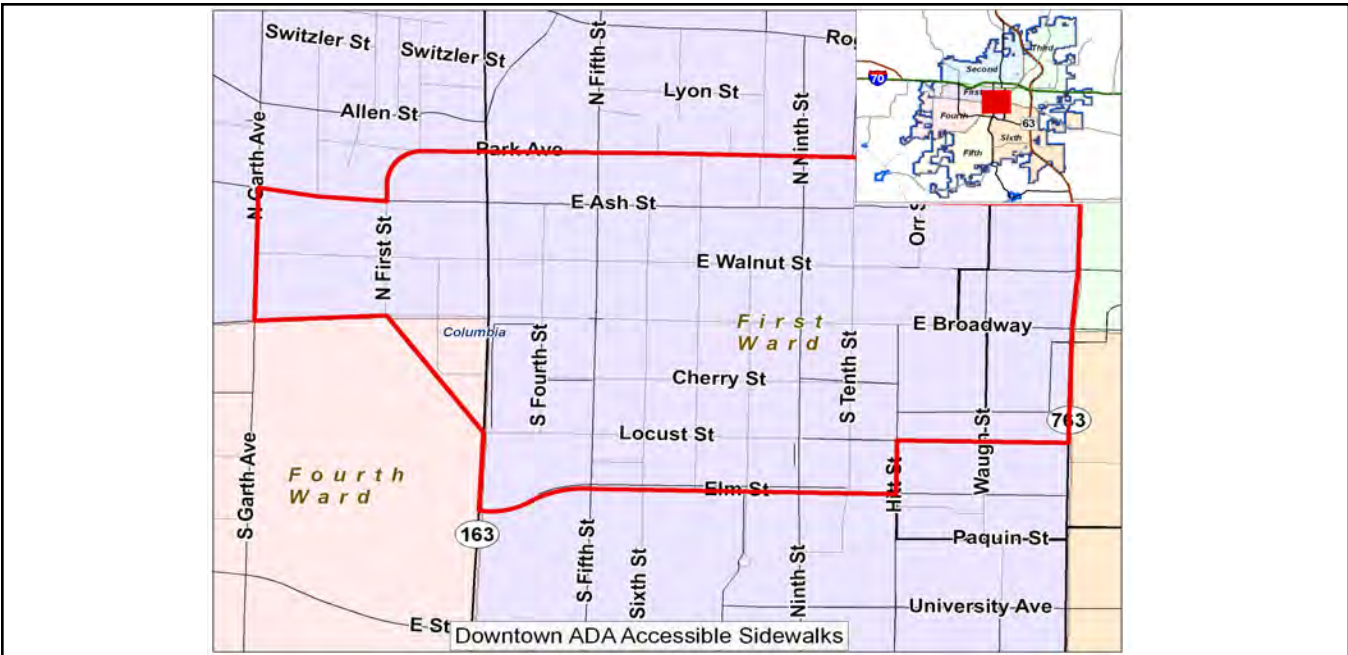 Switzler St
Switzler St
N Fifth St
Ro
Lyon St
Allen St
N Garth Ave
Park Ave
N Ninth St
E Ash St
Orr S
N First St
E Walnut St
Columbia
First
Ward
E Broadway
S Fourth St
Cherry St
S Tenth St
Locust St
763
S Garth Ave
Fourth
Ward
Elm St
Hitt St
Waugh St
163
Paquin St
S Fifth St
Sixth St
Ninth St
University Ave
E St
Downtown ADA Accessible Sidewalks
Third
Second
70
First
Fourth
63
Sixth
Fifth